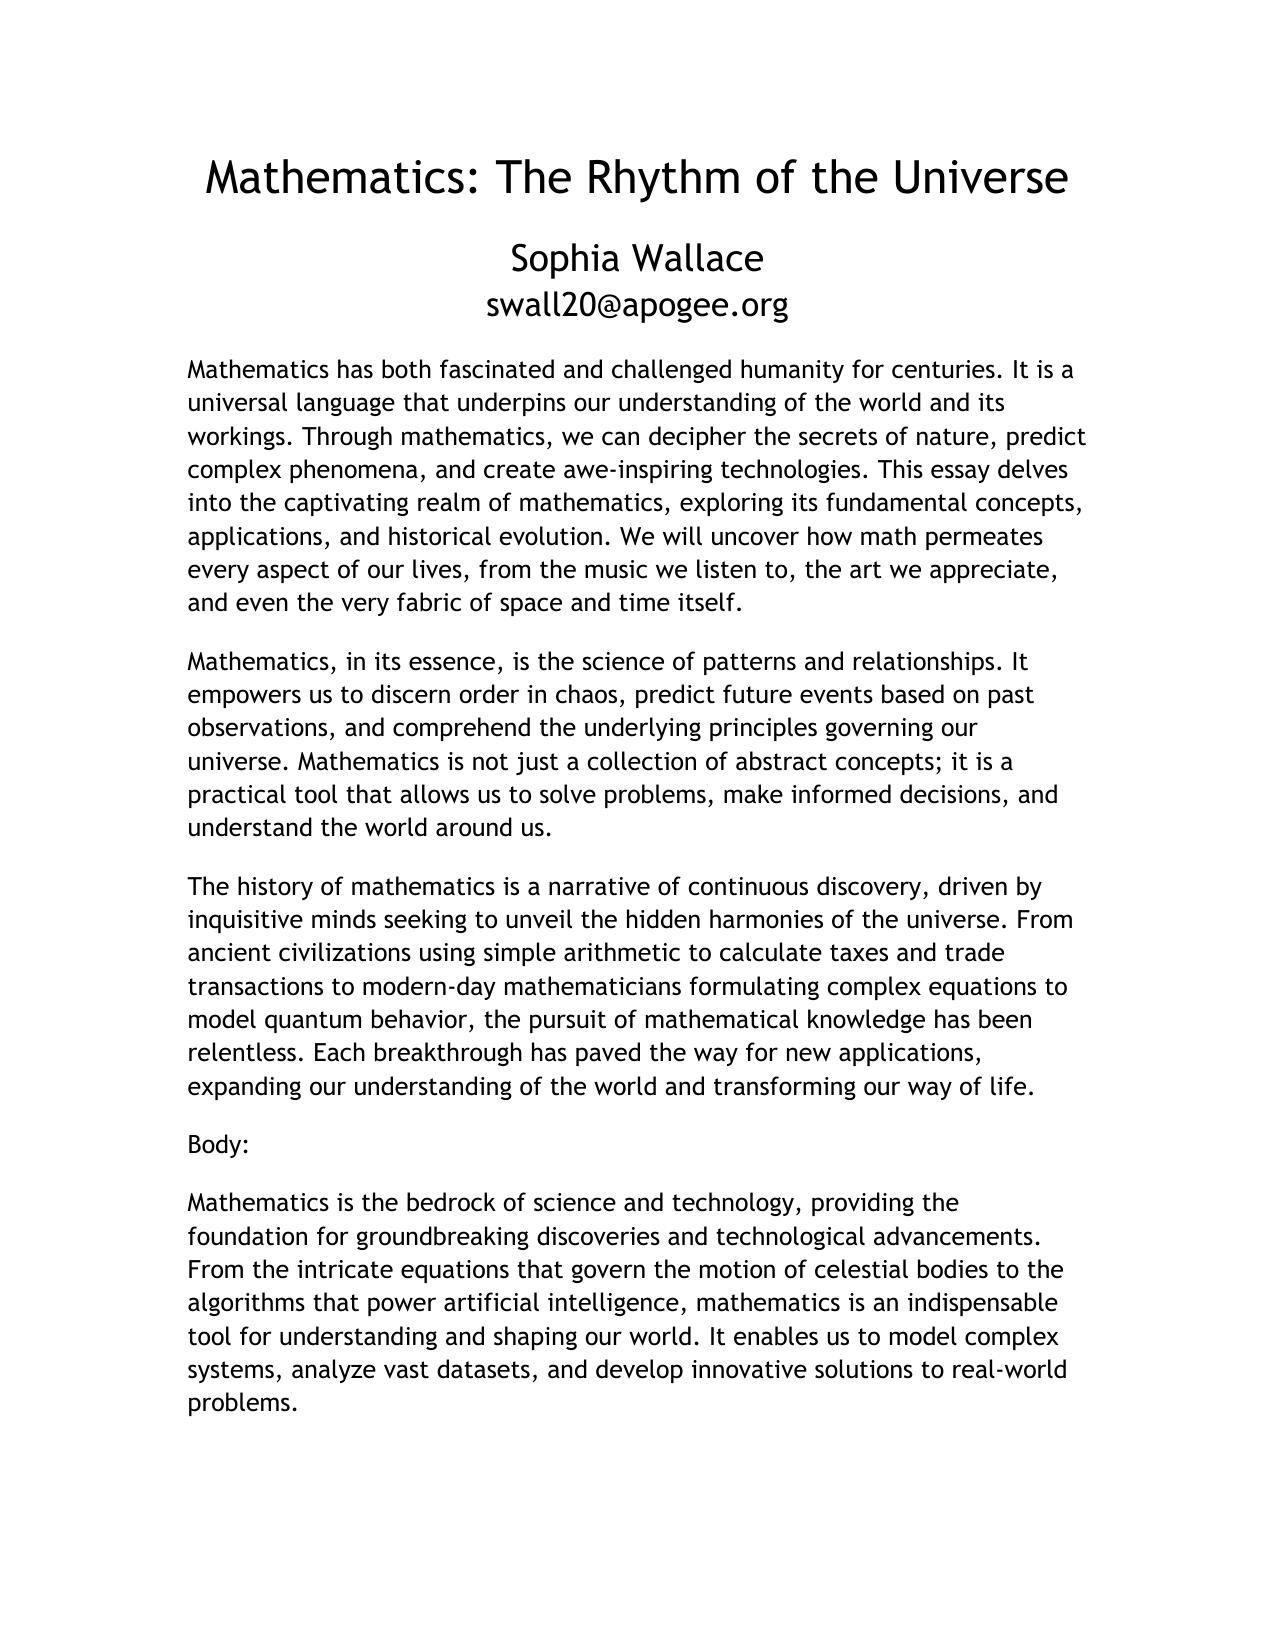 Mathematics: The Rhythm of the Universe
Sophia Wallace
swall20@apogee.org
Mathematics has both fascinated and challenged humanity for centuries. It is a
universal language that underpins our understanding of the world and its
workings. Through mathematics, we can decipher the secrets of nature, predict
complex phenomena, and create awe-inspiring technologies. This essay delves
into the captivating realm of mathematics, exploring its fundamental concepts,
applications, and historical evolution. We will uncover how math permeates
every aspect of our lives, from the music we listen to, the art we appreciate,
and even the very fabric of space and time itself.
Mathematics, in its essence, is the science of patterns and relationships. It
empowers us to discern order in chaos, predict future events based on past
observations, and comprehend the underlying principles governing our
universe. Mathematics is not just a collection of abstract concepts; it is a
practical tool that allows us to solve problems, make informed decisions, and
understand the world around us.
The history of mathematics is a narrative of continuous discovery, driven by
inquisitive minds seeking to unveil the hidden harmonies of the universe. From
ancient civilizations using simple arithmetic to calculate taxes and trade
transactions to modern-day mathematicians formulating complex equations to
model quantum behavior, the pursuit of mathematical knowledge has been
relentless. Each breakthrough has paved the way for new applications,
expanding our understanding of the world and transforming our way of life.
Body:
Mathematics is the bedrock of science and technology, providing the
foundation for groundbreaking discoveries and technological advancements.
From the intricate equations that govern the motion of celestial bodies to the
algorithms that power artificial intelligence, mathematics is an indispensable
tool for understanding and shaping our world. It enables us to model complex
systems, analyze vast datasets, and develop innovative solutions to real-world
problems.